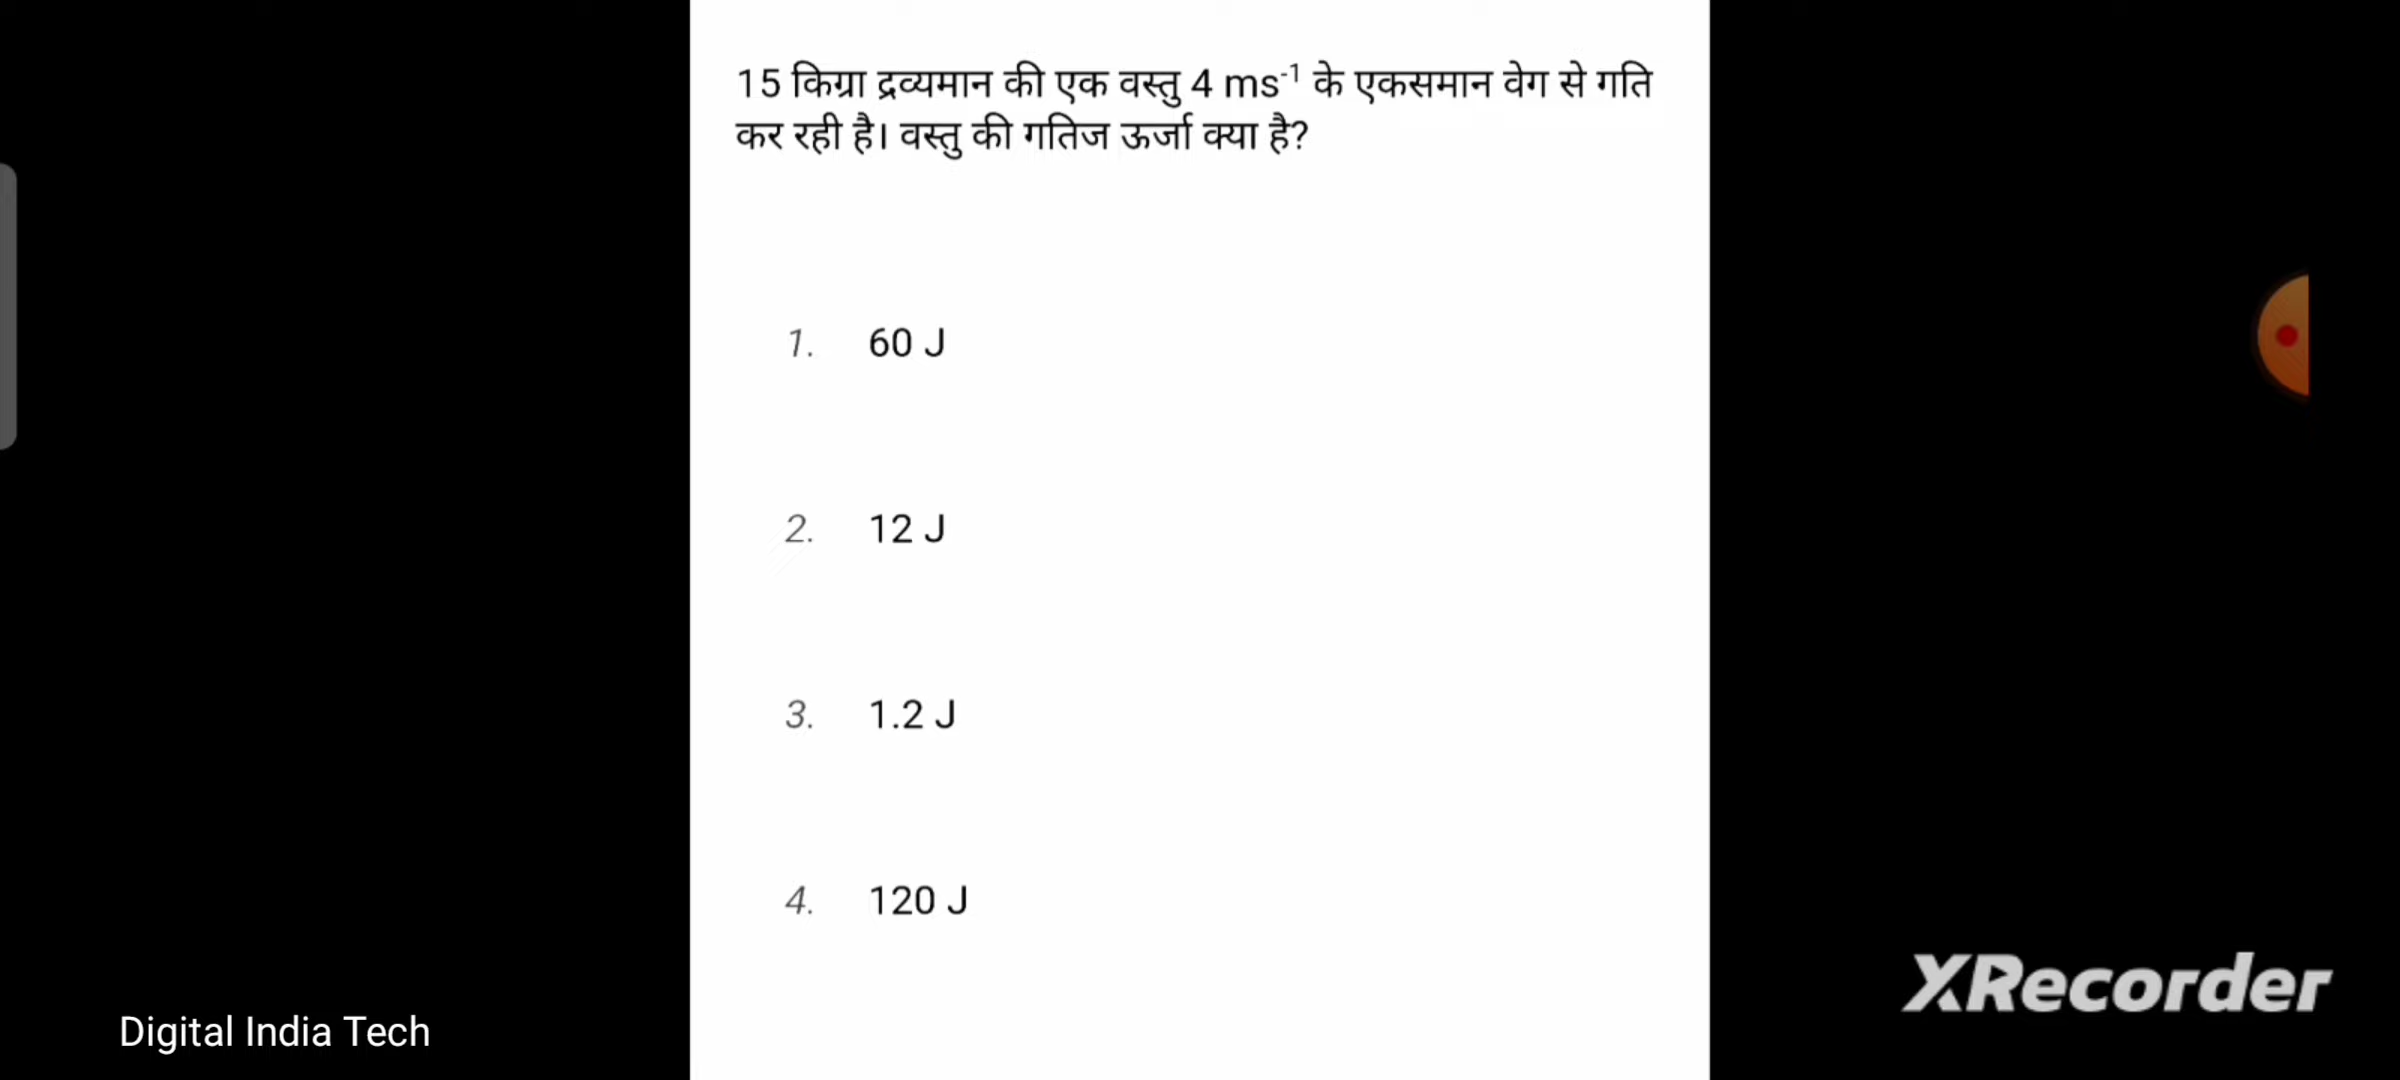 15 किग्रा द्रव्यमान की एक वस्तु 4 ms⁻¹ के एकसमान वेग से गति
कर रही है। वस्तु की गतिज ऊर्जा क्या है?
1. 60 J
2. 12 J
3. 1.2 J
4. 120 J
Digital India Tech
XRecorder